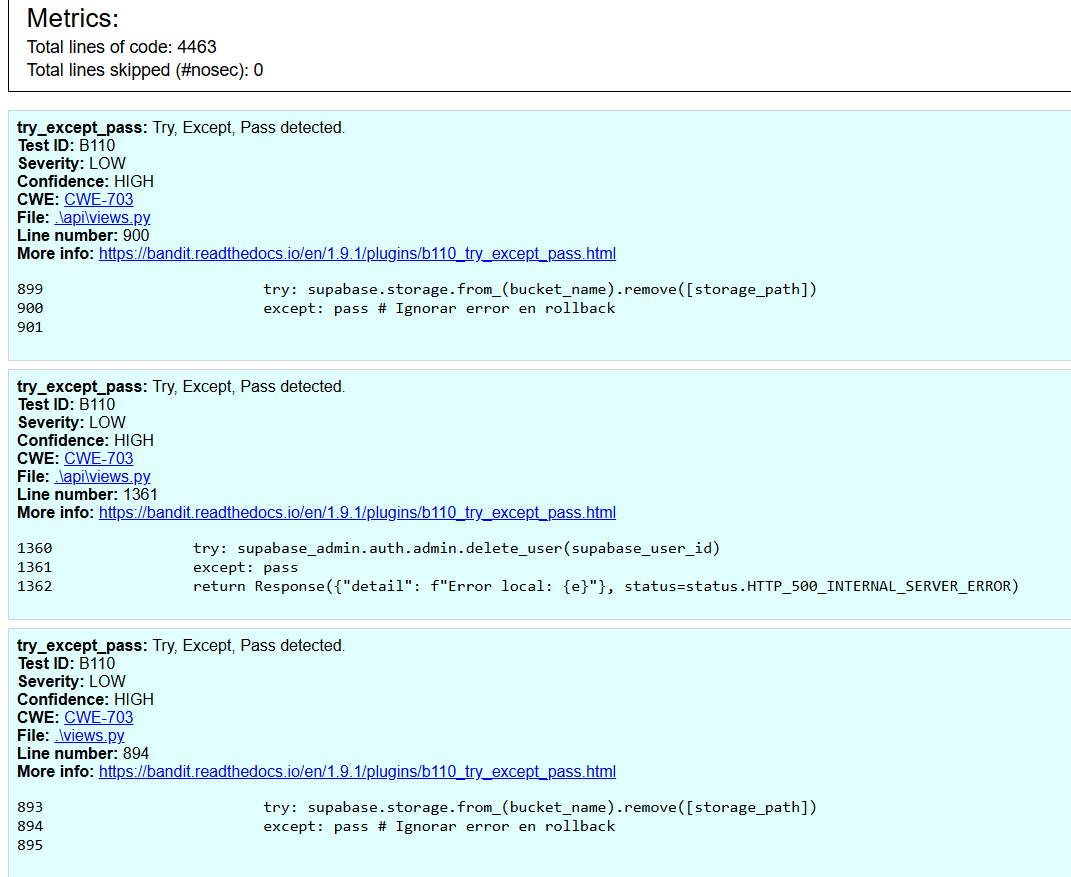 Metrics:
Total lines of code: 4463
Total lines skipped (#nosec): 0
try_except_pass: Try, Except, Pass detected.
Test ID: B110
Severity: LOW
Confidence: HIGH
CWE: CWE-703
File: .\api\views.py
Line number: 900
More info: https://bandit.readthedocs.io/en/1.9.1/plugins/b110_try_except_pass.html
899 try: supabase.storage.from_(bucket_name).remove([storage_path])
900 except: pass # Ignorar error en rollback
901
try_except_pass: Try, Except, Pass detected.
Test ID: B110
Severity: LOW
Confidence: HIGH
CWE: CWE-703
File: .\api\views.py
Line number: 1361
More info: https://bandit.readthedocs.io/en/1.9.1/plugins/b110_try_except_pass.html
1360 try: supabase_admin.auth.admin.delete_user(supabase_user_id)
1361 except: pass
1362 return Response({"detail": f"Error local: {e}"}, status=status.HTTP_500_INTERNAL_SERVER_ERROR)
try_except_pass: Try, Except, Pass detected.
Test ID: B110
Severity: LOW
Confidence: HIGH
CWE: CWE-703
File: .\views.py
Line number: 894
More info: https://bandit.readthedocs.io/en/1.9.1/plugins/b110_try_except_pass.html
893 try: supabase.storage.from_(bucket_name).remove([storage_path])
894 except: pass # Ignorar error en rollback
895